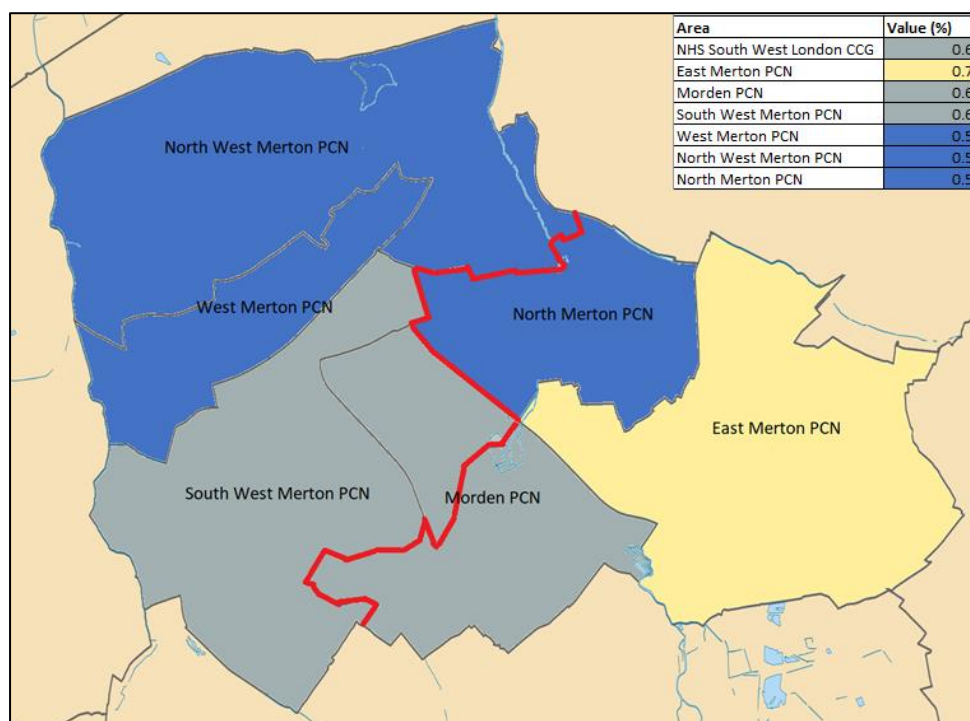 Area Value (%)
NHS South West London CCG 0.6
East Merton PCN 0.7
Morden PCN 0.6
South West Merton PCN 0.6
West Merton PCN 0.5
North West Merton PCN 0.5
North Merton PCN 0.5
North West Merton PCN
West Merton PCN
North Merton PCN
East Merton PCN
South West Merton PCN
Morden PCN